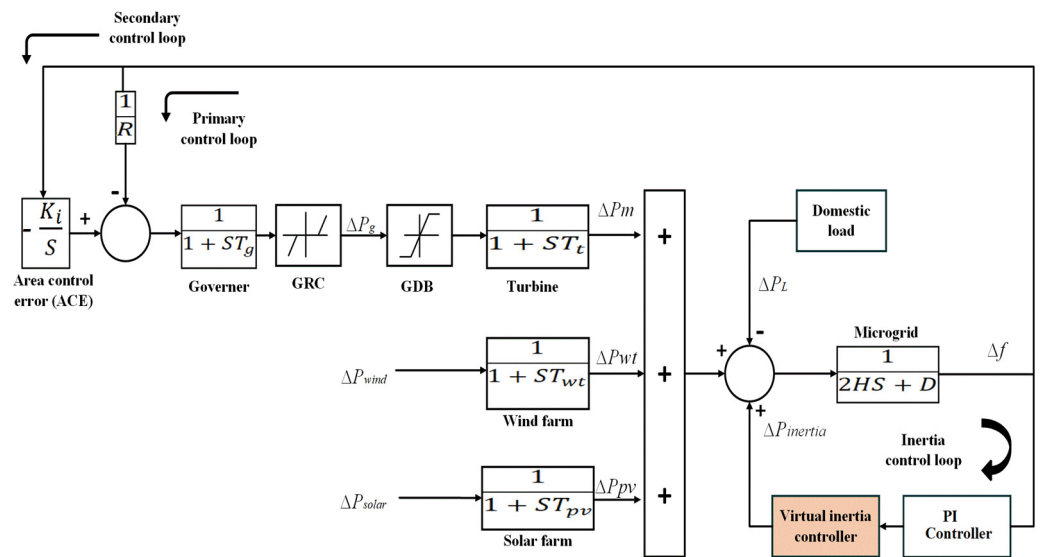 Secondary
control loop
1
R
Primary
control loop
-
- K_i
S
+
1
1 + ST_g
ΔP_g
1
1 + ST_t
ΔPm
+
Domestic
load
Area control
error (ACE)
Governer
GRC
GDB
Turbine
ΔP_L
-
Microgrid
ΔP_wind
1
1 + ST_wt
ΔPwt
+
+
1
2HS + D
Δf
Wind farm
+
ΔP_inertia
Inertia
control loop
ΔP_solar
1
1 + ST_pv
ΔPpv
+
Solar farm
Virtual inertia
controller
PI
Controller